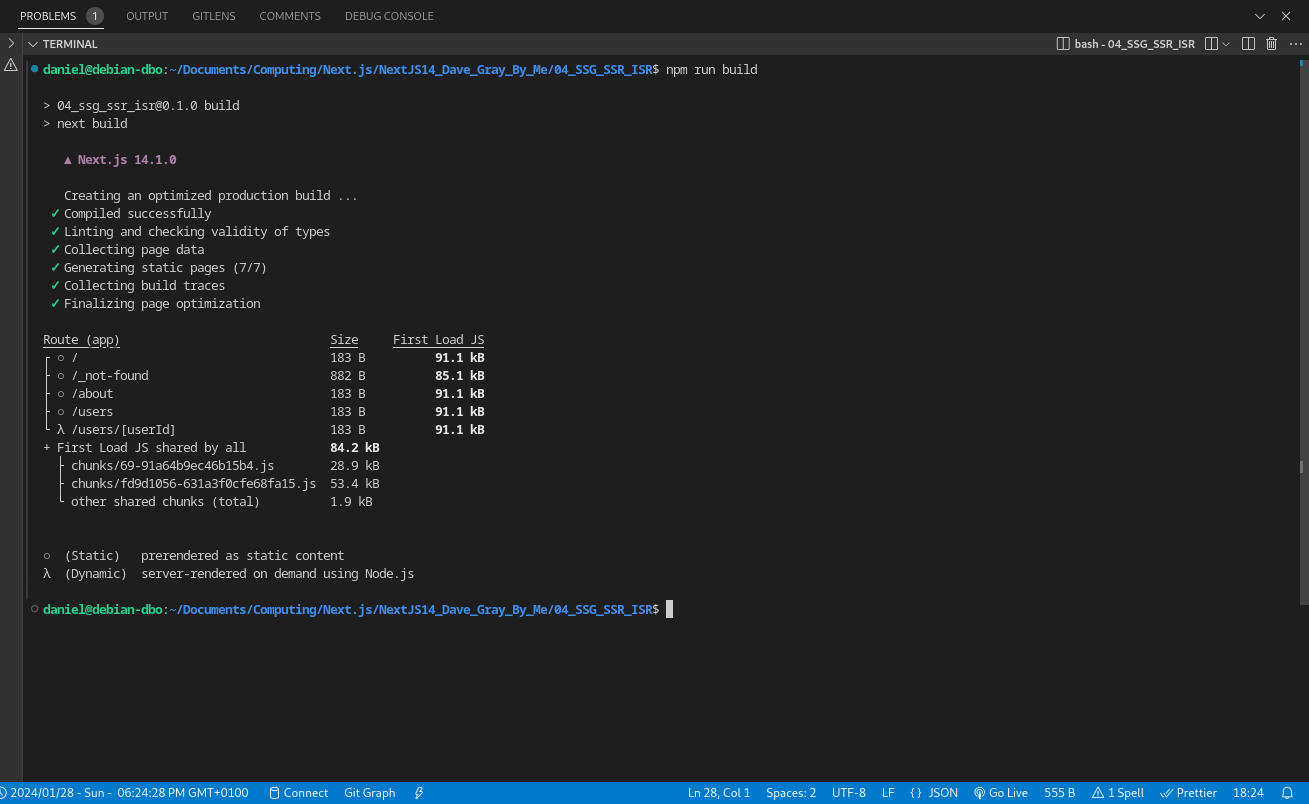 PROBLEMS 1 OUTPUT GITLENS COMMENTS DEBUG CONSOLE
TERMINAL bash - 04_SSG_SSR_ISR
daniel@debian-dbo:~/Documents/Computing/Next.js/NextJS14_Dave_Gray_By_Me/04_SSG_SSR_ISR$ npm run build
> 04_ssg_ssr_isr@0.1.0 build
> next build
▲ Next.js 14.1.0
Creating an optimized production build ...
✓ Compiled successfully
✓ Linting and checking validity of types
✓ Collecting page data
✓ Generating static pages (7/7)
✓ Collecting build traces
✓ Finalizing page optimization
Route (app) Size First Load JS
┌ ○ / 183 B 91.1 kB
├ ○ /_not-found 882 B 85.1 kB
├ ○ /about 183 B 91.1 kB
├ ○ /users 183 B 91.1 kB
└ λ /users/[userId] 183 B 91.1 kB
+ First Load JS shared by all 84.2 kB
├ chunks/69-91a64b9ec46b15b4.js 28.9 kB
├ chunks/fd9d1056-631a3f0cfe68fa15.js 53.4 kB
└ other shared chunks (total) 1.9 kB
○ (Static) prerendered as static content
λ (Dynamic) server-rendered on demand using Node.js
daniel@debian-dbo:~/Documents/Computing/Next.js/NextJS14_Dave_Gray_By_Me/04_SSG_SSR_ISR$
2024/01/28 - Sun - 06:24:28 PM GMT+0100 Connect Git Graph Ln 28, Col 1 Spaces: 2 UTF-8 LF {} JSON Go Live 555 B 1 Spell Prettier 18:24